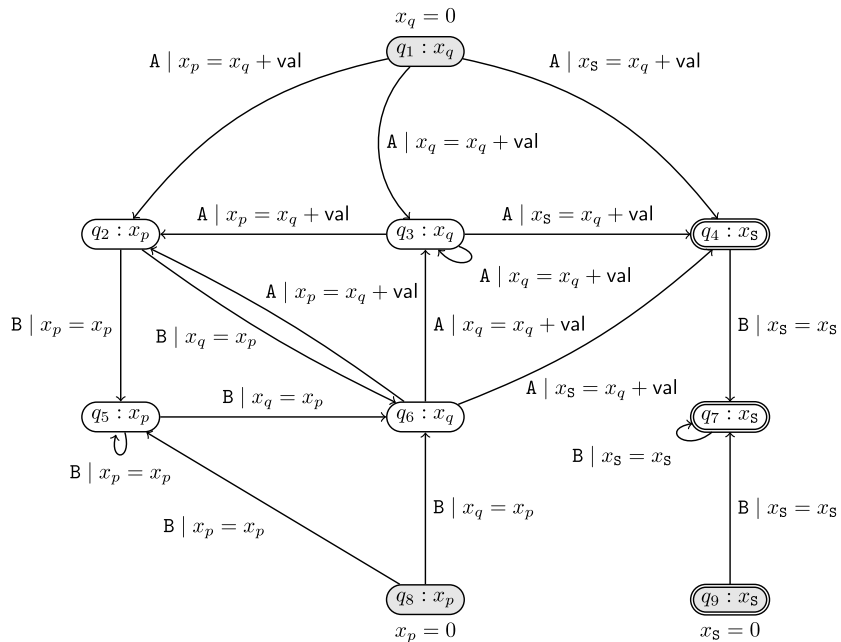 x_q = 0
q_1 : x_q
A | x_p = x_q + val
A | x_S = x_q + val
A | x_q = x_q + val
A | x_p = x_q + val
A | x_S = x_q + val
q_2 : x_p
q_3 : x_q
q_4 : x_S
A | x_q = x_q + val
A | x_p = x_q + val
B | x_p = x_p
B | x_q = x_p
A | x_q = x_q + val
B | x_S = x_S
A | x_S = x_q + val
B | x_q = x_p
q_5 : x_p
q_6 : x_q
q_7 : x_S
B | x_p = x_p
B | x_S = x_S
B | x_p = x_p
B | x_q = x_p
B | x_S = x_S
q_8 : x_p
q_9 : x_S
x_p = 0
x_S = 0